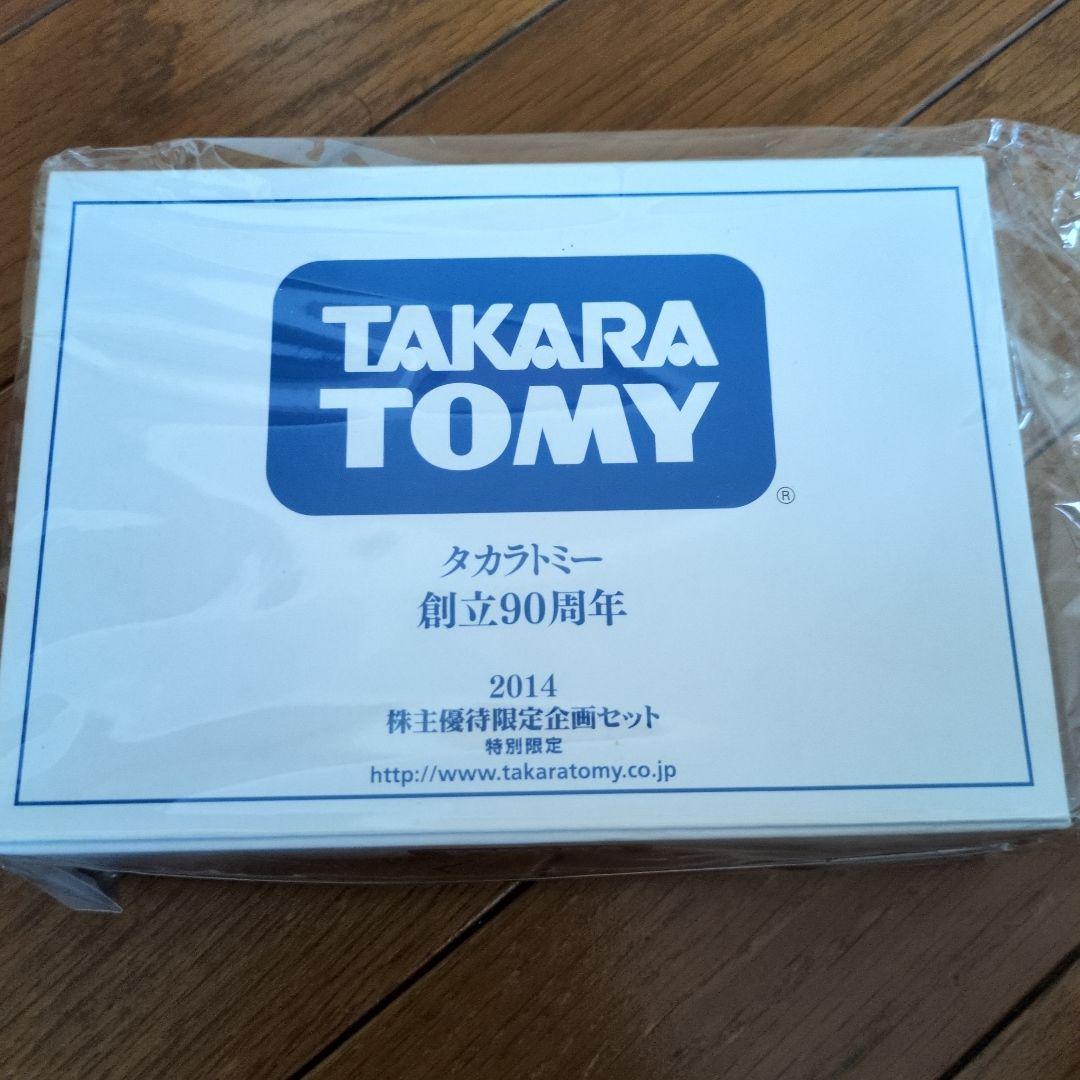 TAKARA
TOMY
®
タカラトミー
創立90周年
2014
株主優待限定企画セット
特別限定
http://www.takaratomy.co.jp